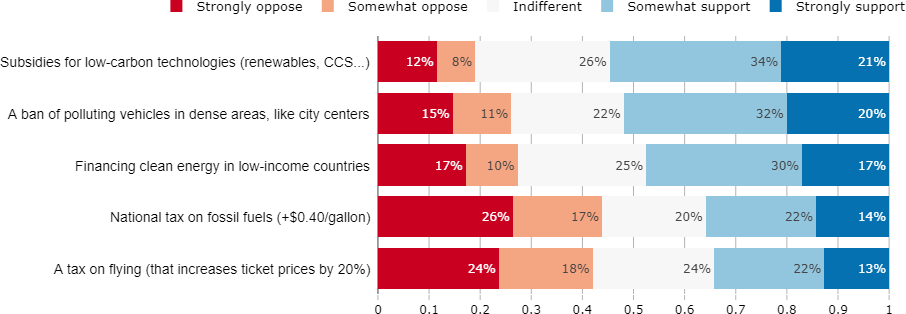 Strongly oppose Somewhat oppose Indifferent Somewhat support Strongly support
Subsidies for low-carbon technologies (renewables, CCS...) 12% 8% 26% 34% 21%
A ban of polluting vehicles in dense areas, like city centers 15% 11% 22% 32% 20%
Financing clean energy in low-income countries 17% 10% 25% 30% 17%
National tax on fossil fuels (+$0.40/gallon) 26% 17% 20% 22% 14%
A tax on flying (that increases ticket prices by 20%) 24% 18% 24% 22% 13%
0 0.1 0.2 0.3 0.4 0.5 0.6 0.7 0.8 0.9 1